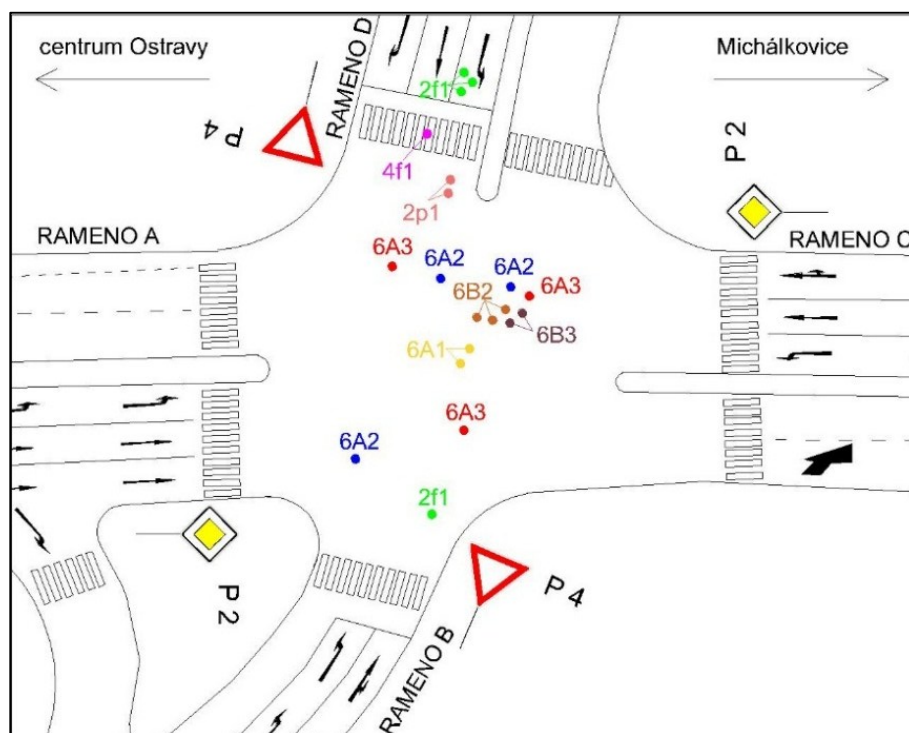 centrum Ostravy
Michálkovice
RAMENO D
P 4
2f1
4f1
P 2
2p1
RAMENO A
RAMENO C
6A3
6A2
6A2
6A3
6B2
6B3
6A1
6A3
6A2
2f1
P 2
P 4
RAMENO B